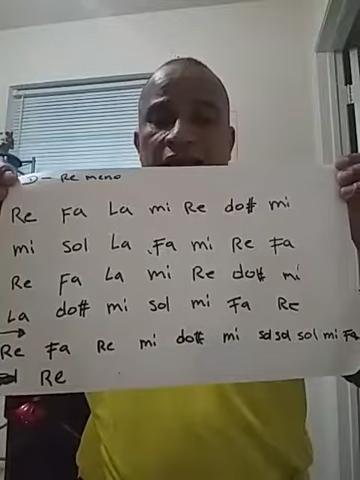 D - Re meno
Re Fa La mi Re do# mi
mi sol La Fa mi Re Fa
Re Fa La mi Re do# mi
La do# mi sol mi Fa Re
Re Fa Re mi do# mi sol sol sol mi Fa
Re